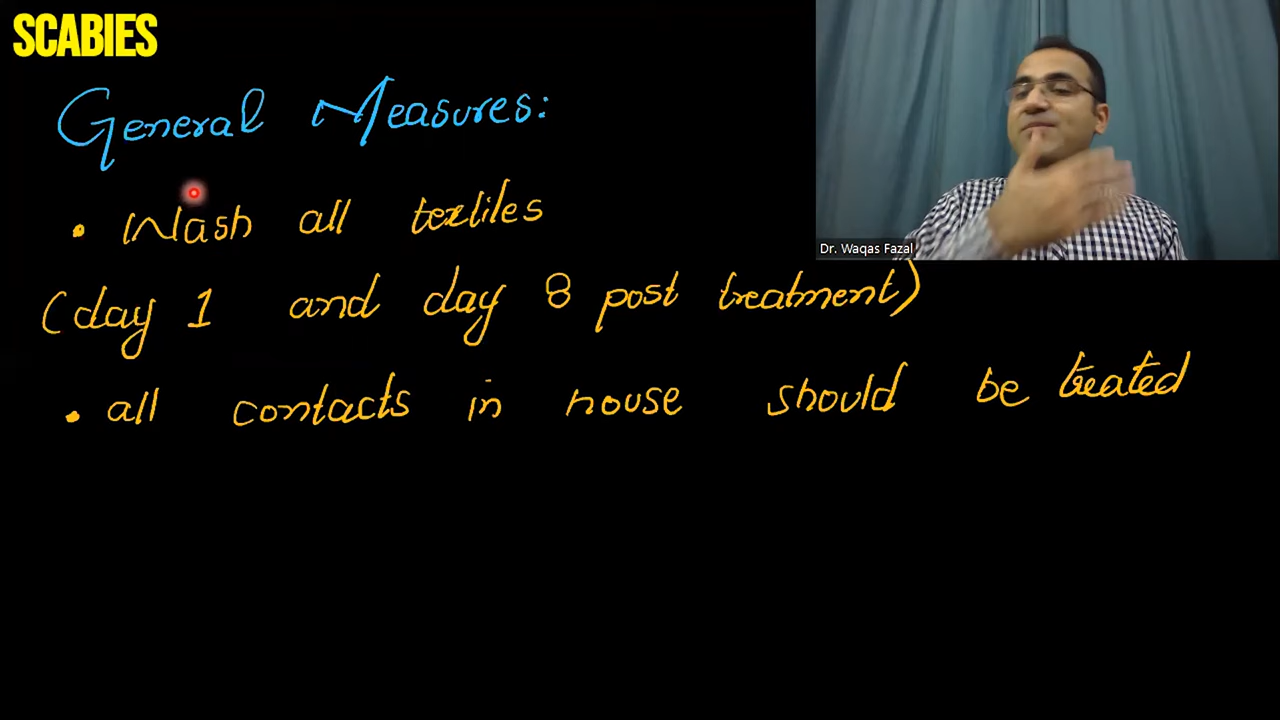 SCABIES
General Measures:
Dr. Waqas Fazal
• Wash all textiles
(day 1 and day 8 post treatment)
• all contacts in house should be treated